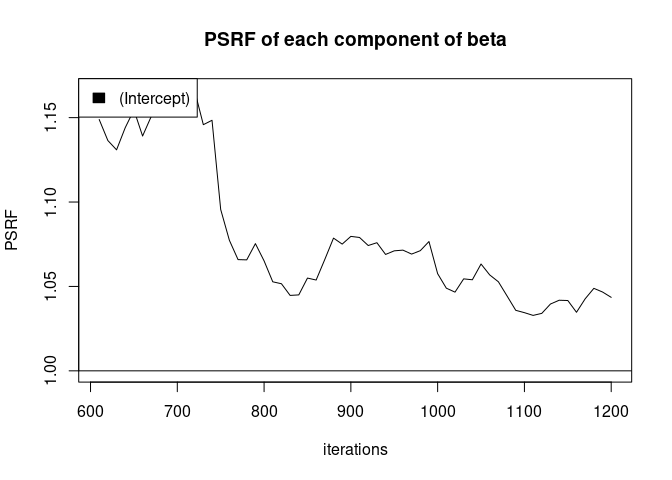 PSRF of each component of beta
(Intercept)
PSRF
1.15
1.10
1.05
1.00
600 700 800 900 1000 1100 1200
iterations